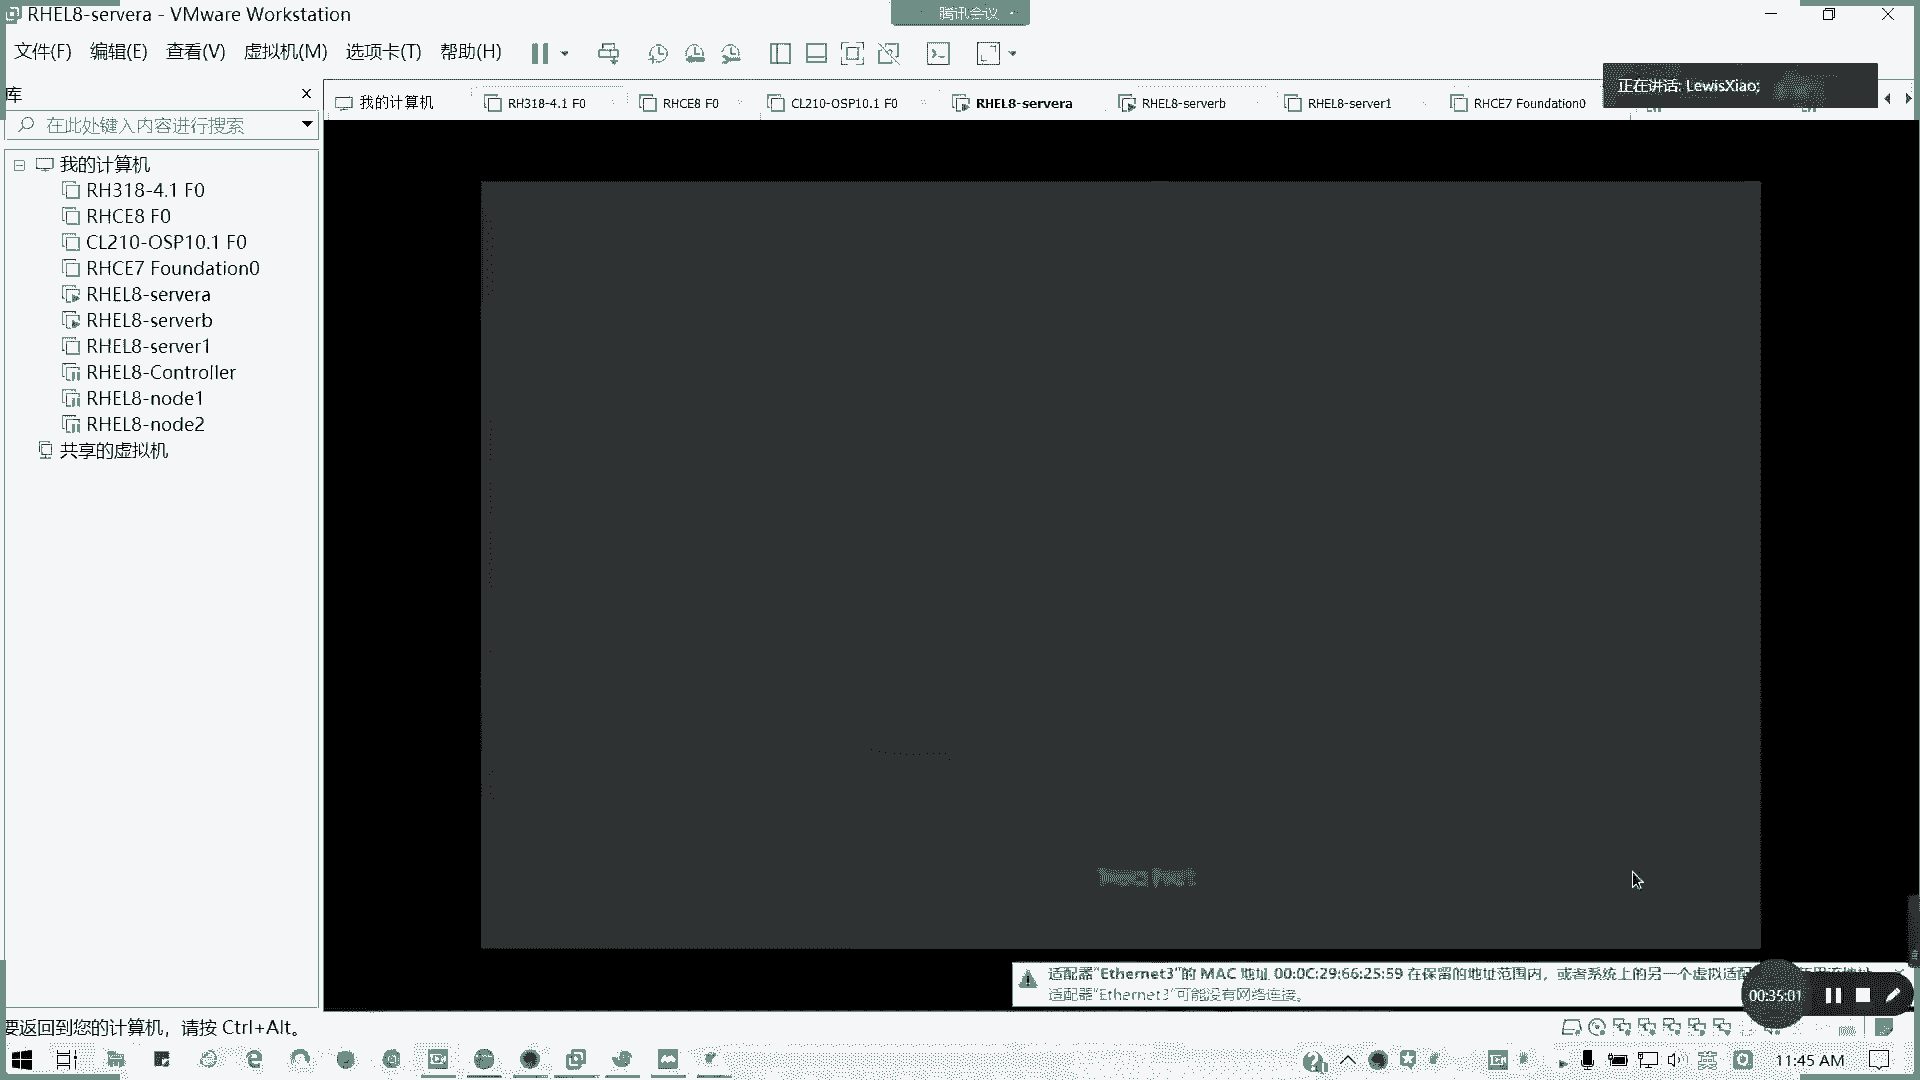 RHEL8-servera - VMware Workstation
腾讯会议
文件(F) 编辑(E) 查看(V) 虚拟机(M) 选项卡(T) 帮助(H)
正在讲话: LewisXiao;
库
在此处键入内容进行搜索
我的计算机 RH318-4.1 F0 RHCE8 F0 CL210-OSP10.1 F0 RHEL8-servera RHEL8-serverb RHEL8-server1 RHCE7 Foundation0
我的计算机
RH318-4.1 F0
RHCE8 F0
CL210-OSP10.1 F0
RHCE7 Foundation0
RHEL8-servera
RHEL8-serverb
RHEL8-server1
RHEL8-Controller
RHEL8-node1
RHEL8-node2
共享的虚拟机
适配器"Ethernet3"的 MAC 地址 00:0C:29:66:25:59 在保留的地址范围内，或者系统上的另一个虚拟适配
适配器"Ethernet3"可能没有网络连接。
00:35:01
要返回到您的计算机，请按 Ctrl+Alt。
英
11:45 AM